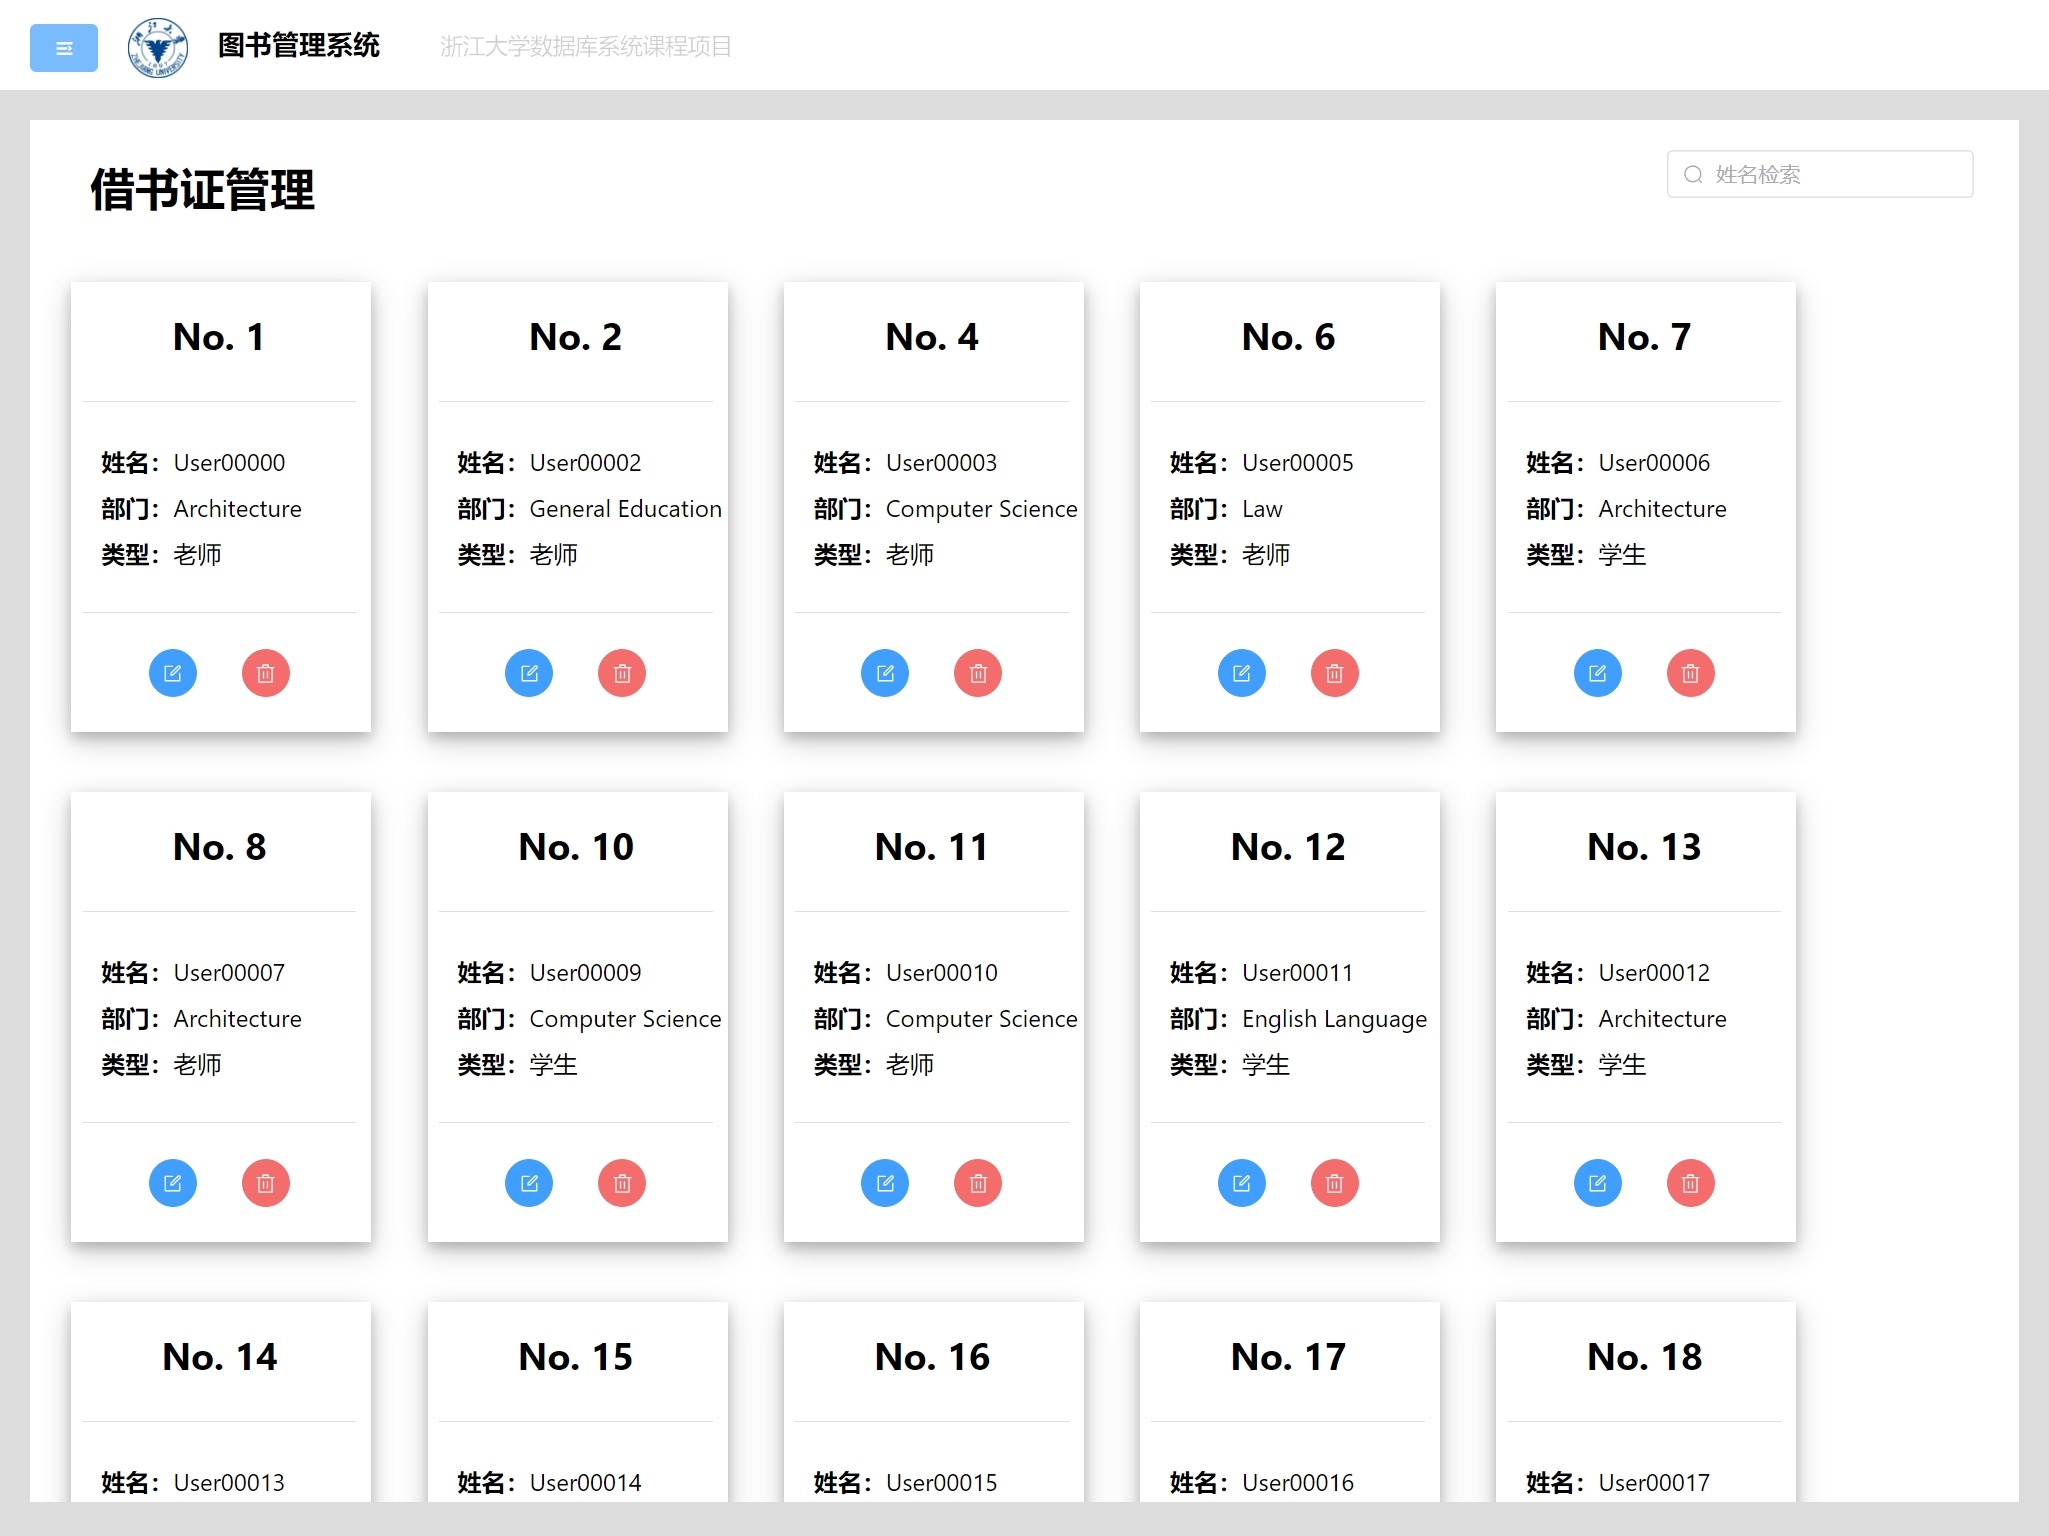 图书管理系统 浙江大学数据库系统课程项目
借书证管理
姓名检索
No. 1
姓名：User00000
部门：Architecture
类型：老师
No. 2
姓名：User00002
部门：General Education
类型：老师
No. 4
姓名：User00003
部门：Computer Science
类型：老师
No. 6
姓名：User00005
部门：Law
类型：老师
No. 7
姓名：User00006
部门：Architecture
类型：学生
No. 8
姓名：User00007
部门：Architecture
类型：老师
No. 10
姓名：User00009
部门：Computer Science
类型：学生
No. 11
姓名：User00010
部门：Computer Science
类型：老师
No. 12
姓名：User00011
部门：English Language
类型：学生
No. 13
姓名：User00012
部门：Architecture
类型：学生
No. 14
姓名：User00013
No. 15
姓名：User00014
No. 16
姓名：User00015
No. 17
姓名：User00016
No. 18
姓名：User00017